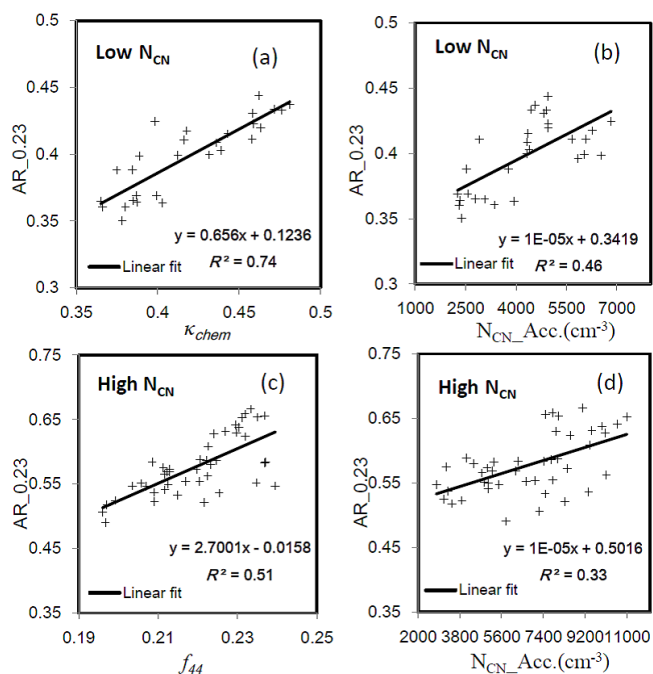 0.5
0.45
0.4
0.35
0.3
AR_0.23
Low N_CN
(a)
y = 0.656x + 0.1236
R² = 0.74
Linear fit
0.35
0.4
0.45
0.5
κchem
0.5
0.45
0.4
0.35
0.3
AR_0.23
Low N_CN
(b)
y = 1E-05x + 0.3419
R² = 0.46
Linear fit
1000 2500 4000 5500 7000
N_CN_Acc.(cm⁻³)
0.75
0.65
0.55
0.45
0.35
AR_0.23
High N_CN
(c)
y = 2.7001x - 0.0158
R² = 0.51
Linear fit
0.19
0.21
0.23
0.25
f44
0.75
0.65
0.55
0.45
0.35
AR_0.23
High N_CN
(d)
y = 1E-05x + 0.5016
R² = 0.33
Linear fit
2000 3800 5600 7400 9200 11000
N_CN_Acc.(cm⁻³)